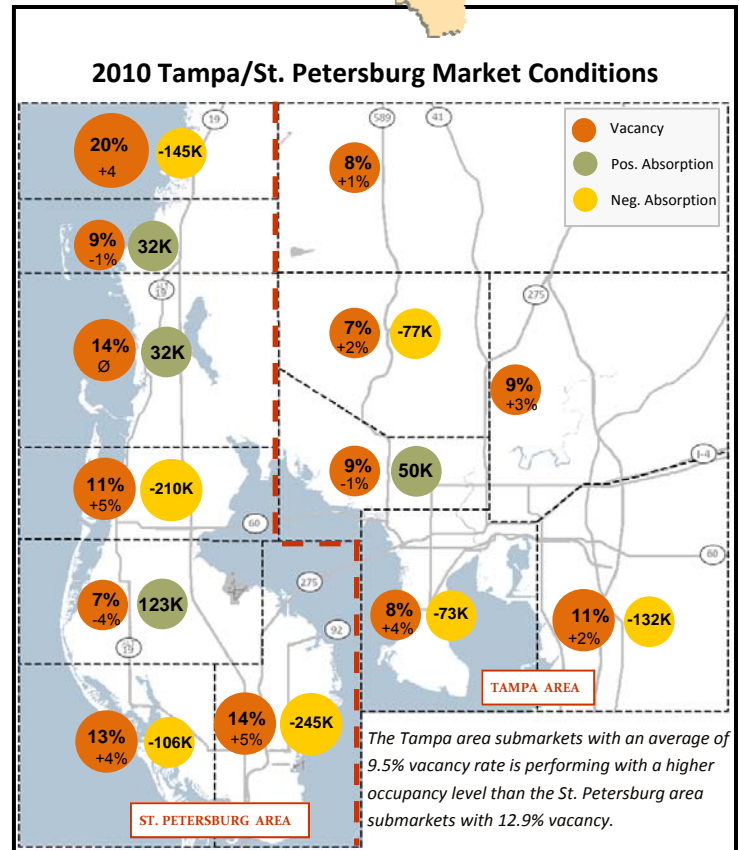 2010 Tampa/St. Petersburg Market Conditions
Vacancy
Pos. Absorption
Neg. Absorption
19
589
41
20%
+4
-145K
8%
+1%
9%
-1%
32K
19
275
14%
Ø
32K
7%
+2%
-77K
9%
+3%
11%
+5%
-210K
9%
-1%
50K
I-4
60
60
7%
-4%
123K
275
92
8%
+4%
-73K
11%
+2%
-132K
19
TAMPA AREA
13%
+4%
-106K
14%
+5%
-245K
The Tampa area submarkets with an average of
9.5% vacancy rate is performing with a higher
occupancy level than the St. Petersburg area
submarkets with 12.9% vacancy.
ST. PETERSBURG AREA